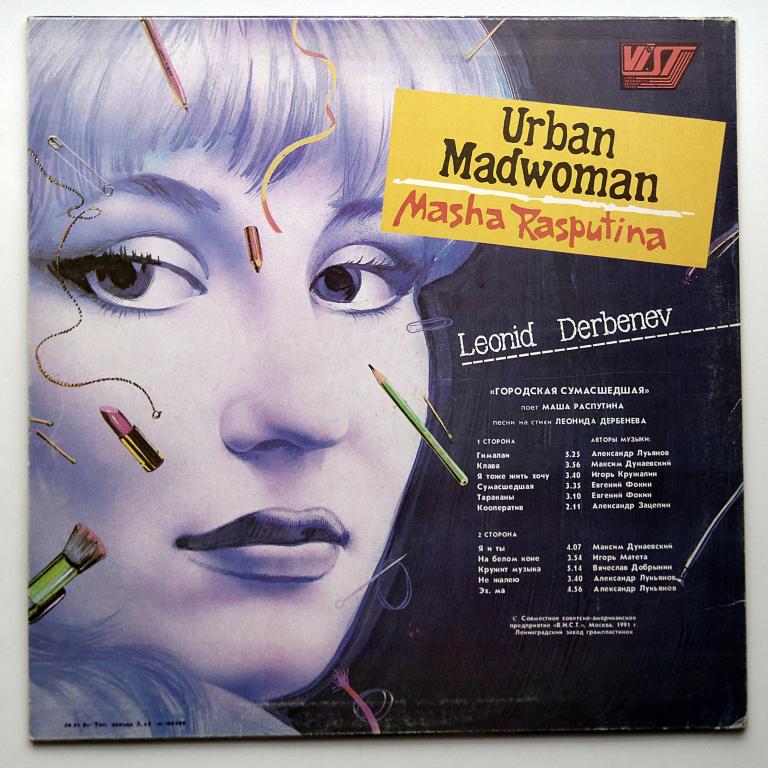 VIST
Urban
Madwoman
Masha Rasputina
Leonid Derbenev
«ГОРОДСКАЯ СУМАСШЕДШАЯ»
поет МАША РАСПУТИНА
песни на стихи ЛЕОНИДА ДЕРБЕНЕВА
1 СТОРОНА АВТОРЫ МУЗЫКИ:
Гималаи 5.25 Александр Лукьянов
Клава 3.56 Максим Дунаевский
Я тоже жить хочу 3.40 Игорь Кружалин
Сумасшедшая 3.35 Евгений Фокин
Тараканы 3.10 Евгений Фокин
Кооператив 2.11 Александр Зацепин
2 СТОРОНА
Я и ты 4.07 Максим Дунаевский
На белом коне 3.54 Игорь Матета
Кружит музыка 5.14 Вячеслав Добрынин
Не жалею 3.40 Александр Лукьянов
Эх, ма 4.56 Александр Лукьянов
© Совместное советско-американское
предприятие «В.И.С.Т.», Москва, 1991 г.
Ленинградский завод грампластинок